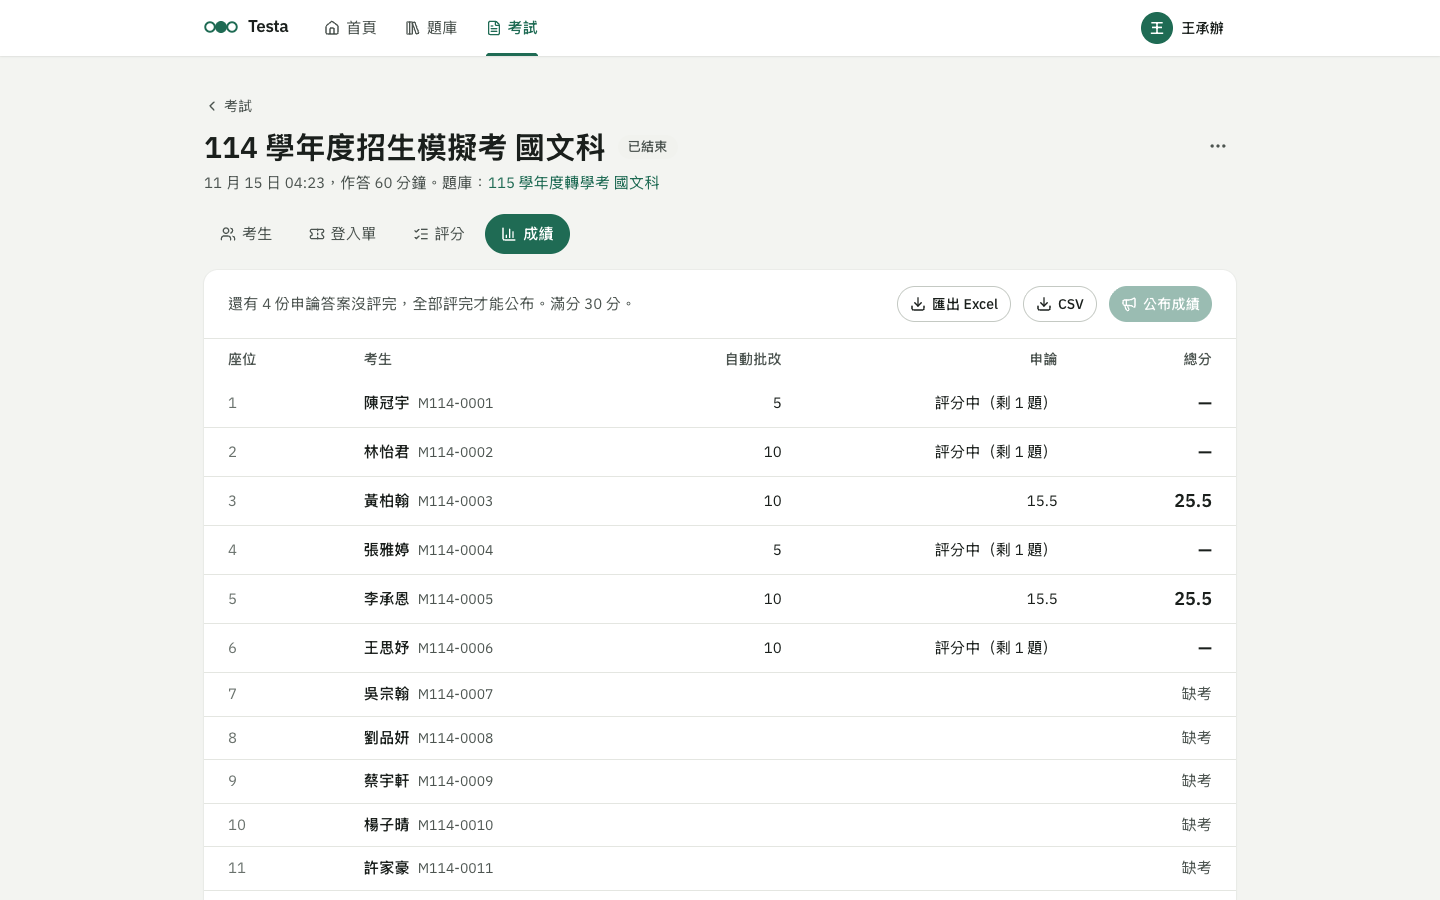 Testa 首頁 題庫 考試 王 王承辦
考試
114 學年度招生模擬考 國文科 已結束
11 月 15 日 04:23，作答 60 分鐘。題庫：115 學年度轉學考 國文科
考生 登入單 評分 成績
還有 4 份申論答案沒評完，全部評完才能公布。滿分 30 分。 匯出 Excel CSV 公布成績
座位 考生 自動批改 申論 總分
1 陳冠宇 M114-0001 5 評分中（剩 1 題） —
2 林怡君 M114-0002 10 評分中（剩 1 題） —
3 黃柏翰 M114-0003 10 15.5 25.5
4 張雅婷 M114-0004 5 評分中（剩 1 題） —
5 李承恩 M114-0005 10 15.5 25.5
6 王思妤 M114-0006 10 評分中（剩 1 題） —
7 吳宗翰 M114-0007 缺考
8 劉品妍 M114-0008 缺考
9 蔡宇軒 M114-0009 缺考
10 楊子晴 M114-0010 缺考
11 許家豪 M114-0011 缺考